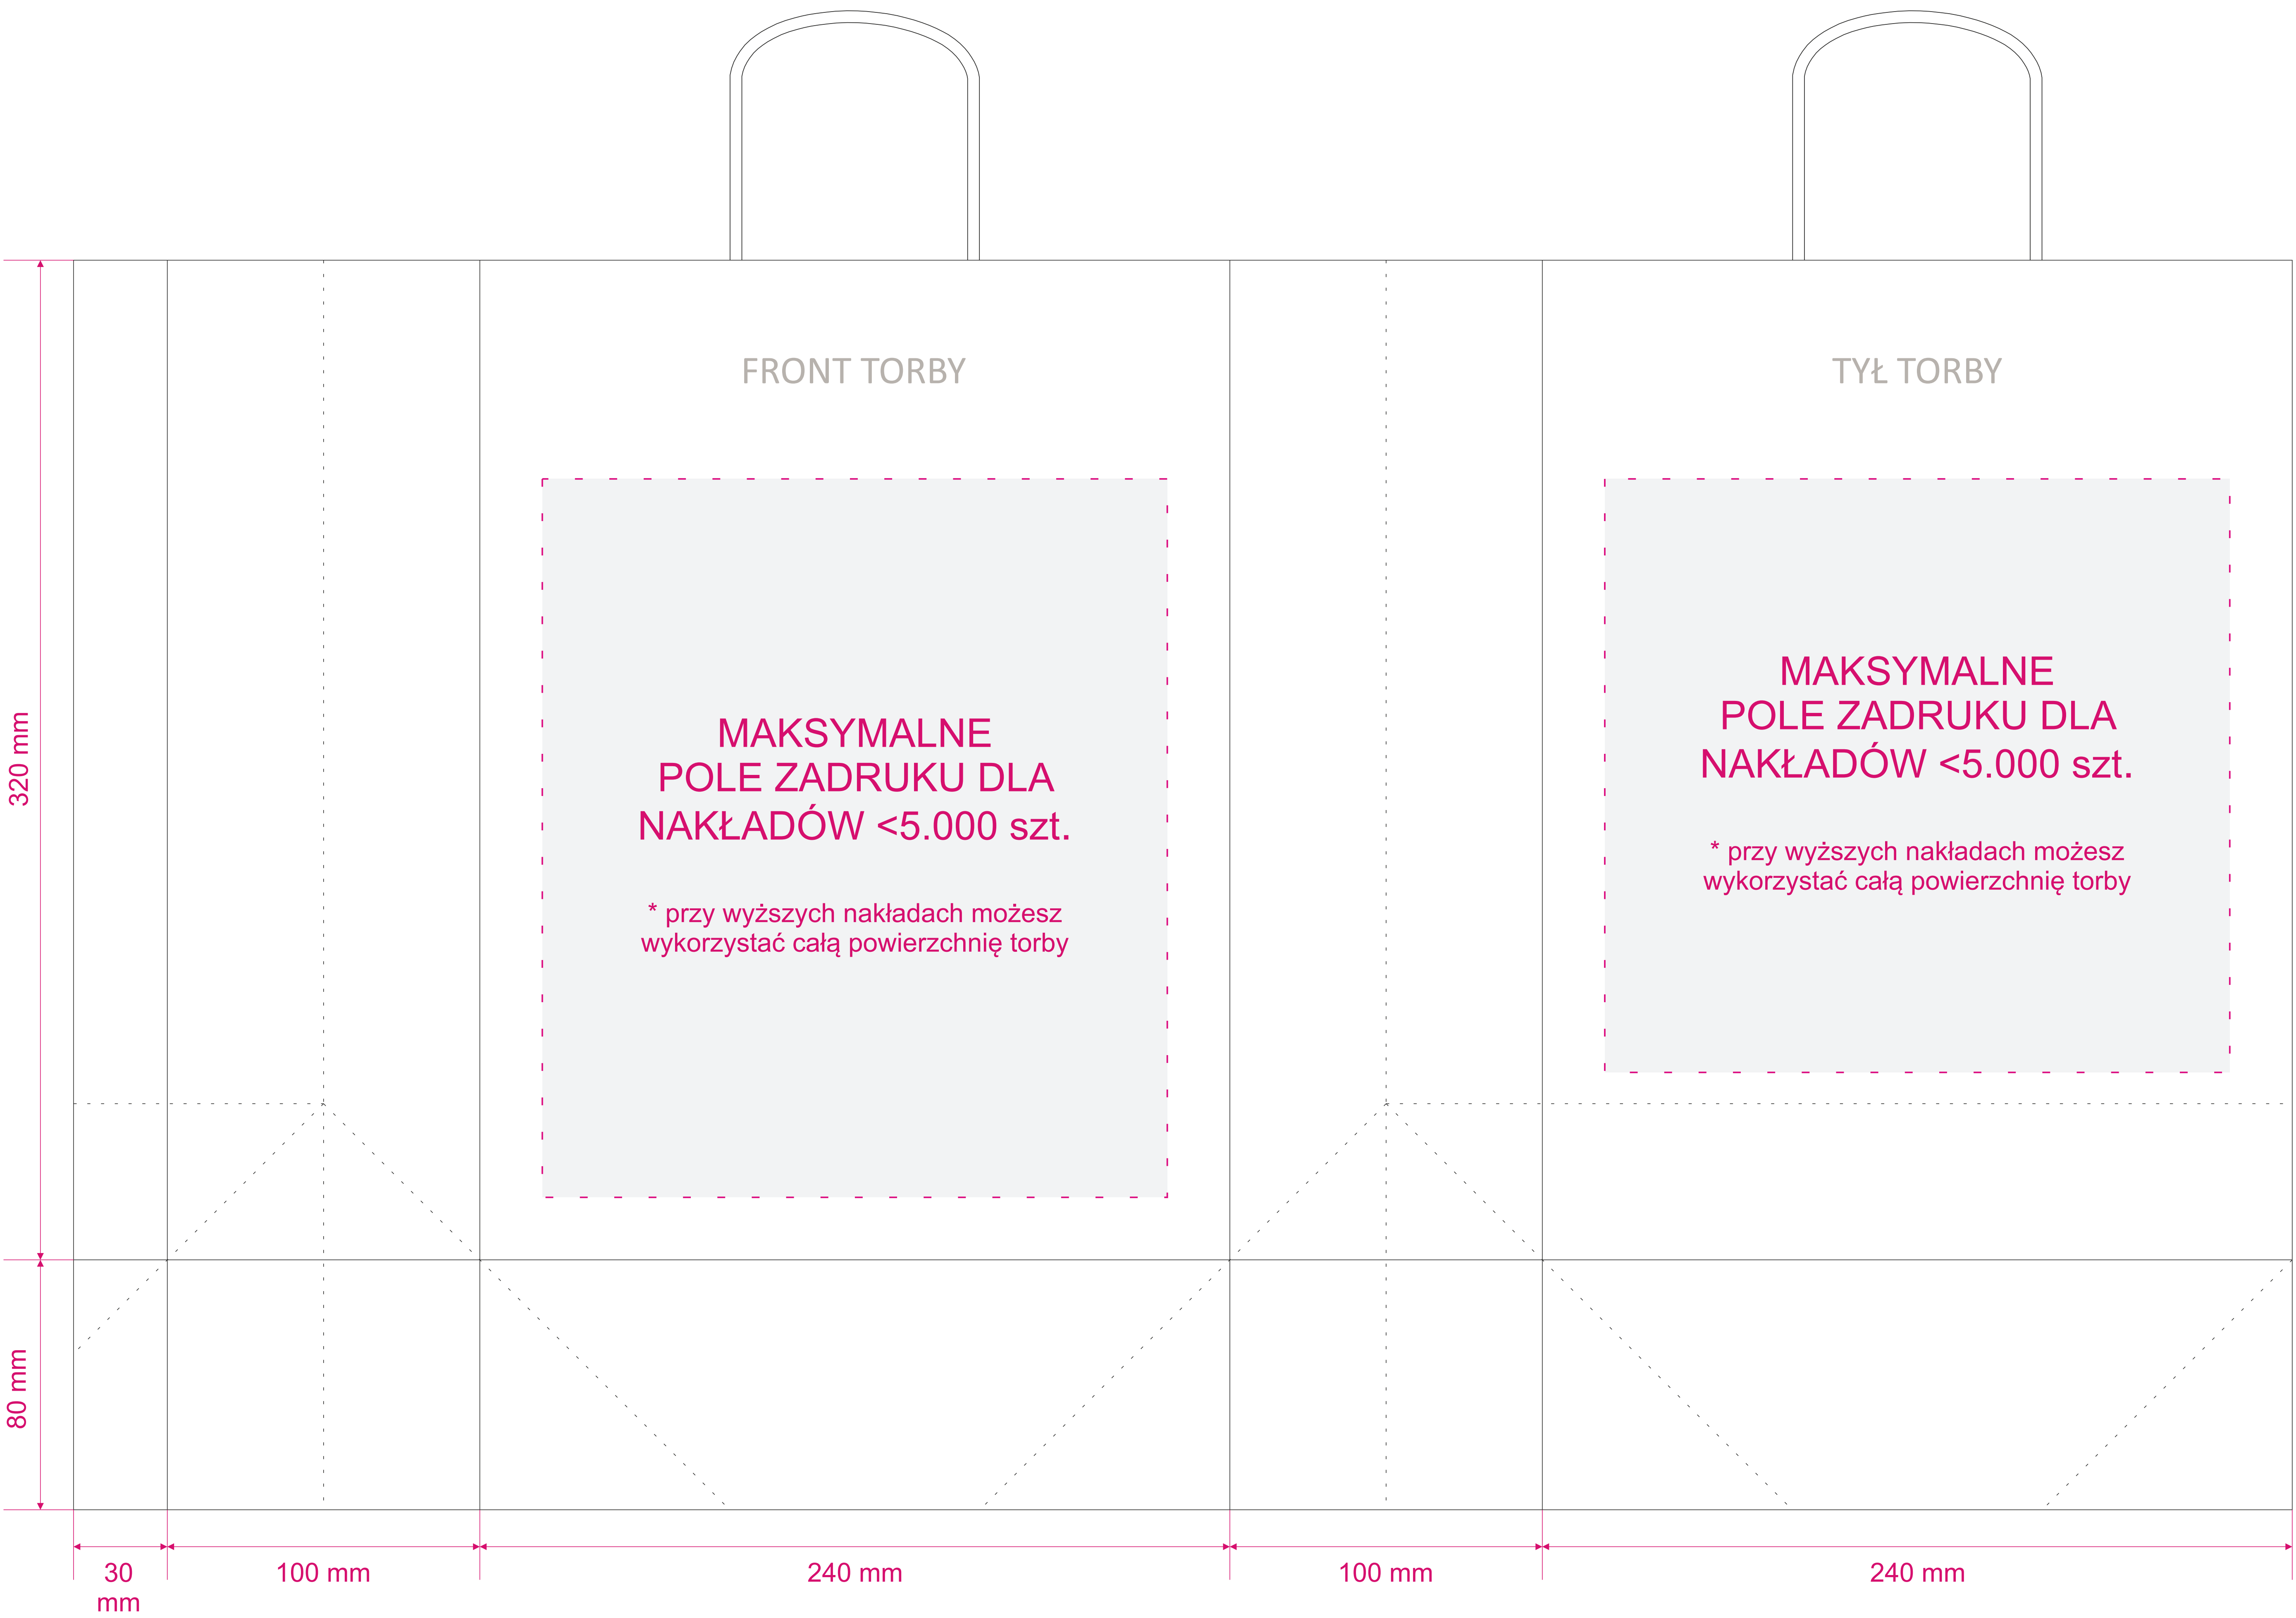 FRONT TORBY
TYŁ TORBY
MAKSYMALNE
POLE ZADRUKU DLA
NAKŁADÓW <5.000 szt.
* przy wyższych nakładach możesz
wykorzystać całą powierzchnię torby
MAKSYMALNE
POLE ZADRUKU DLA
NAKŁADÓW <5.000 szt.
* przy wyższych nakładach możesz
wykorzystać całą powierzchnię torby
320 mm
80 mm
30
mm
100 mm
240 mm
100 mm
240 mm